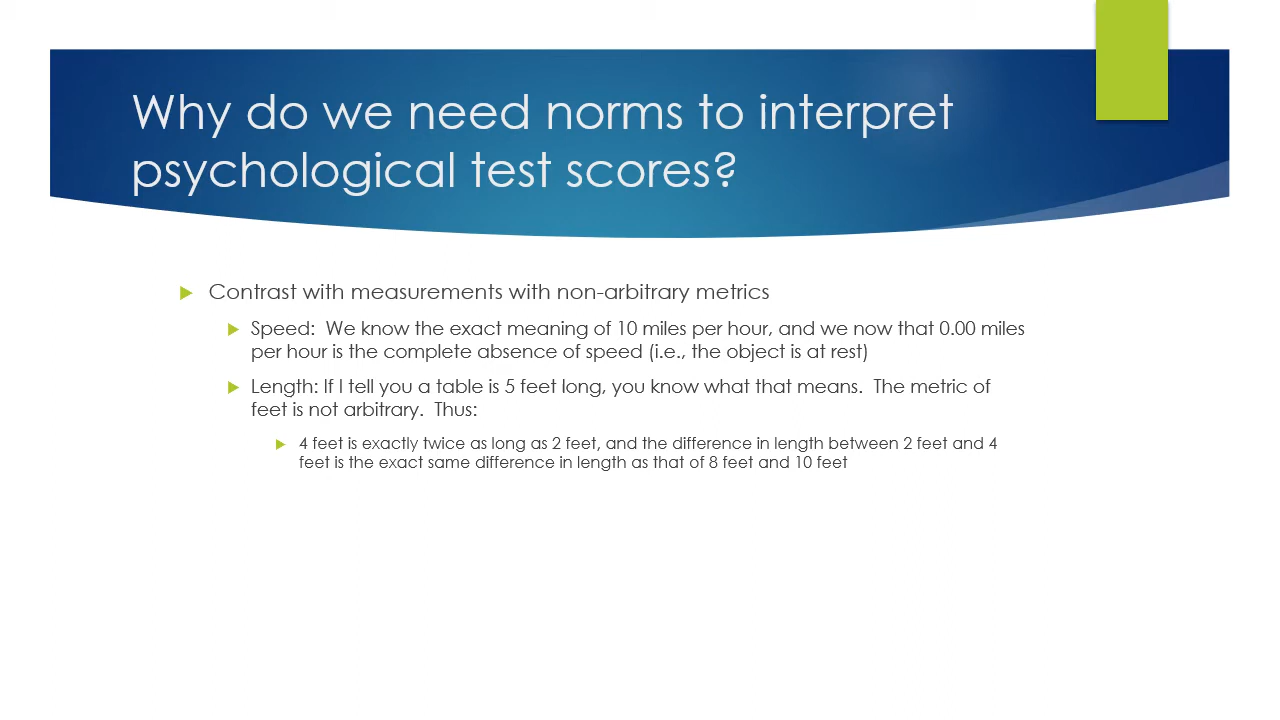 Why do we need norms to interpret
psychological test scores?
Contrast with measurements with non-arbitrary metrics
Speed:  We know the exact meaning of 10 miles per hour, and we now that 0.00 miles
per hour is the complete absence of speed (i.e., the object is at rest)
Length: If I tell you a table is 5 feet long, you know what that means.  The metric of
feet is not arbitrary.  Thus:
4 feet is exactly twice as long as 2 feet, and the difference in length between 2 feet and 4
feet is the exact same difference in length as that of 8 feet and 10 feet